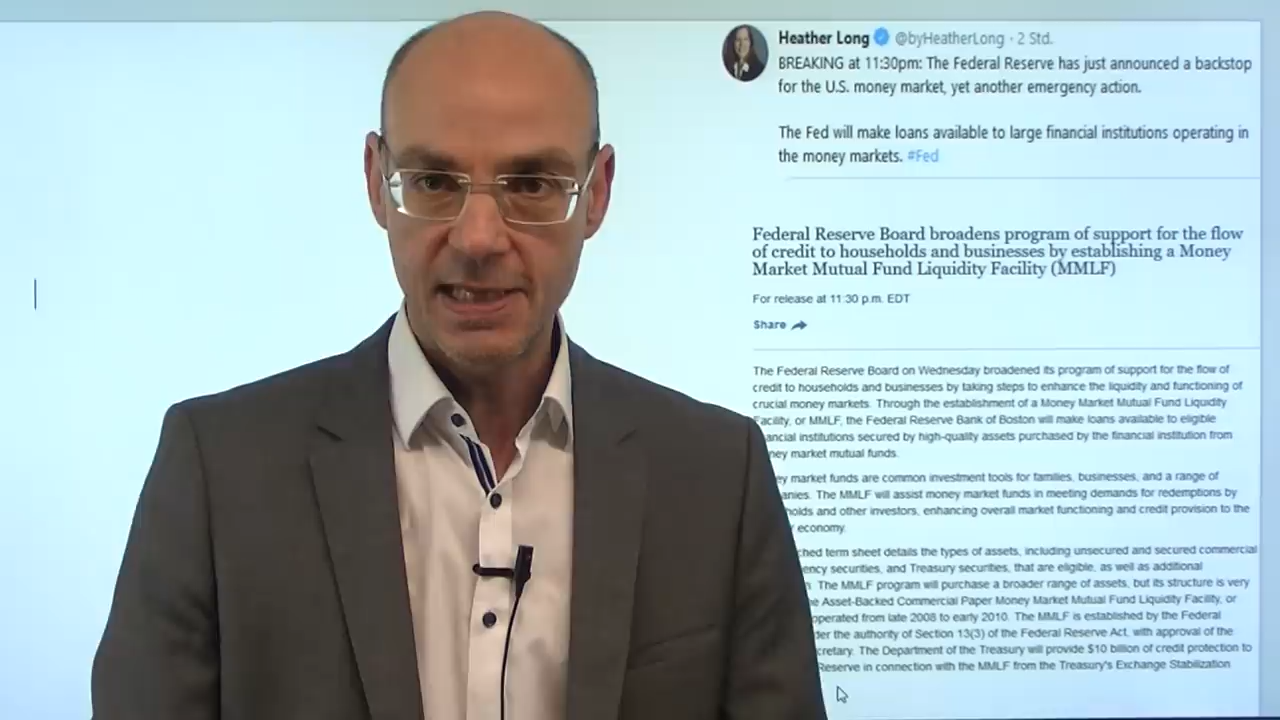 Heather Long @byHeatherLong · 2 Std.
BREAKING at 11:30pm: The Federal Reserve has just announced a backstop
for the U.S. money market, yet another emergency action.
The Fed will make loans available to large financial institutions operating in
the money markets. #Fed
Federal Reserve Board broadens program of support for the flow
of credit to households and businesses by establishing a Money
Market Mutual Fund Liquidity Facility (MMLF)
For release at 11:30 p.m. EDT
Share
The Federal Reserve Board on Wednesday broadened its program of support for the flow of
credit to households and businesses by taking steps to enhance the liquidity and functioning of
crucial money markets. Through the establishment of a Money Market Mutual Fund Liquidity
Facility, or MMLF, the Federal Reserve Bank of Boston will make loans available to eligible
ancial institutions secured by high-quality assets purchased by the financial institution from
ney market mutual funds.
ey market funds are common investment tools for families, businesses, and a range of
anies. The MMLF will assist money market funds in meeting demands for redemptions by
holds and other investors, enhancing overall market functioning and credit provision to the
economy.
ched term sheet details the types of assets, including unsecured and secured commercial
ency securities, and Treasury securities, that are eligible, as well as additional
The MMLF program will purchase a broader range of assets, but its structure is very
Asset-Backed Commercial Paper Money Market Mutual Fund Liquidity Facility, or
operated from late 2008 to early 2010. The MMLF is established by the Federal
der the authority of Section 13(3) of the Federal Reserve Act, with approval of the
cretary. The Department of the Treasury will provide $10 billion of credit protection to
Reserve in connection with the MMLF from the Treasury's Exchange Stabilization